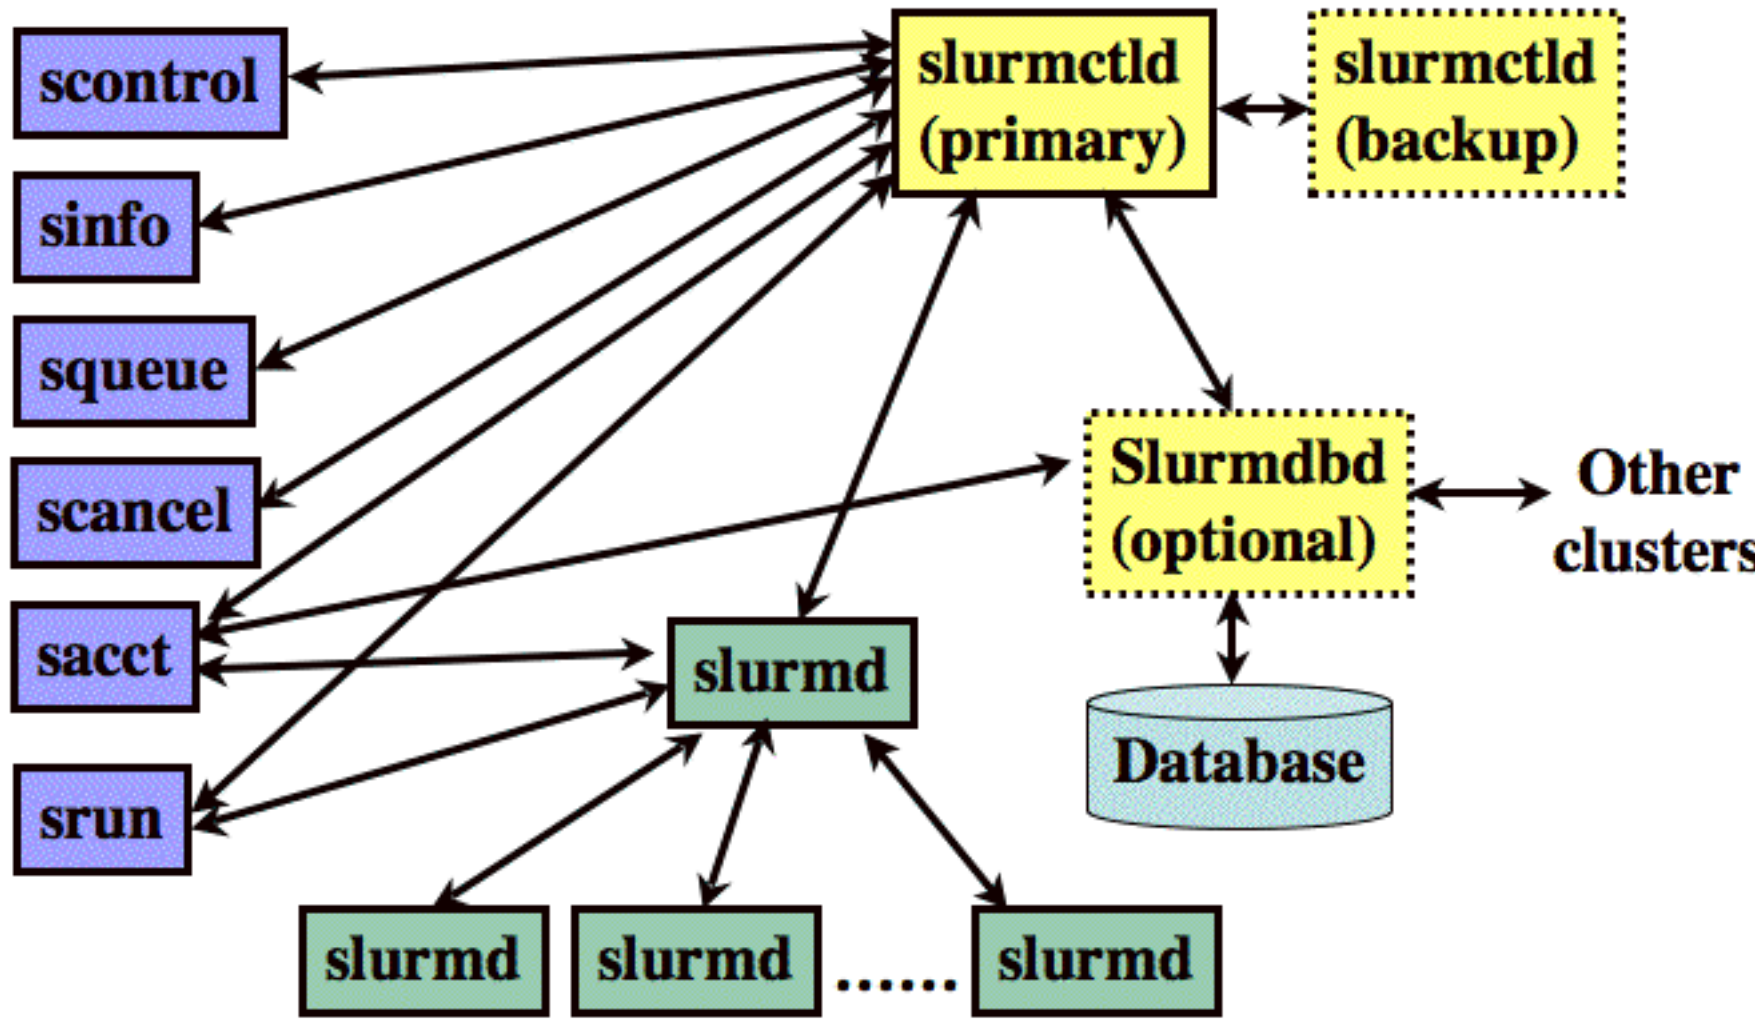 scontrol
sinfo
squeue
scancel
sacct
srun
slurmctld
(primary)
slurmctld
(backup)
Slurmdbd
(optional)
Other
clusters
Database
slurmd
slurmd
slurmd
......
slurmd